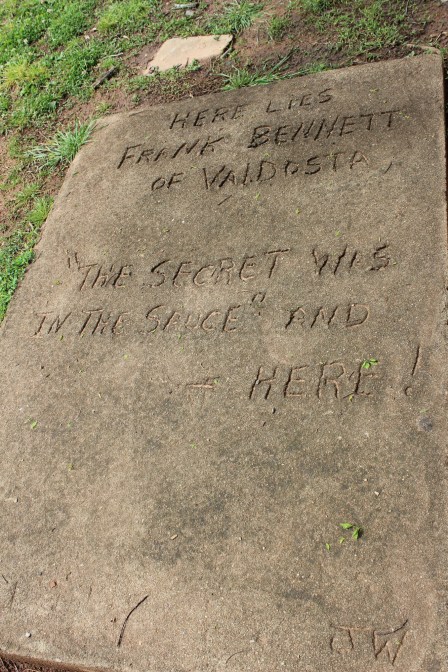 HERE LIES
FRANK BENNETT
OF VALDOSTA,
"THE SECRET WAS
IN THE SAUCE" AND
- HERE!
JW